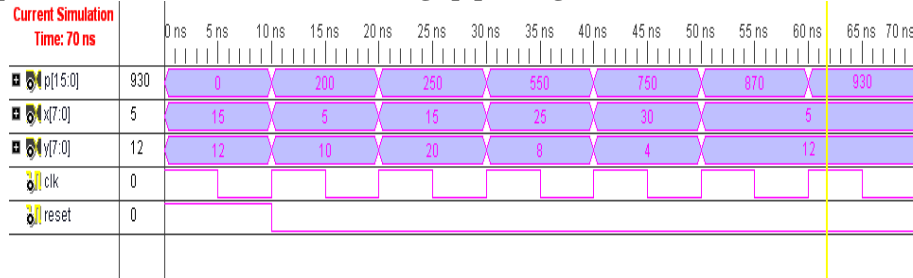 Current Simulation
Time: 70 ns
0 ns 5 ns 10 ns 15 ns 20 ns 25 ns 30 ns 35 ns 40 ns 45 ns 50 ns 55 ns 60 ns 65 ns 70 ns
p[15:0] 930 0 200 250 550 750 870 930
x[7:0] 5 15 5 15 25 30 5
y[7:0] 12 12 10 20 8 4 12
clk 0
reset 0